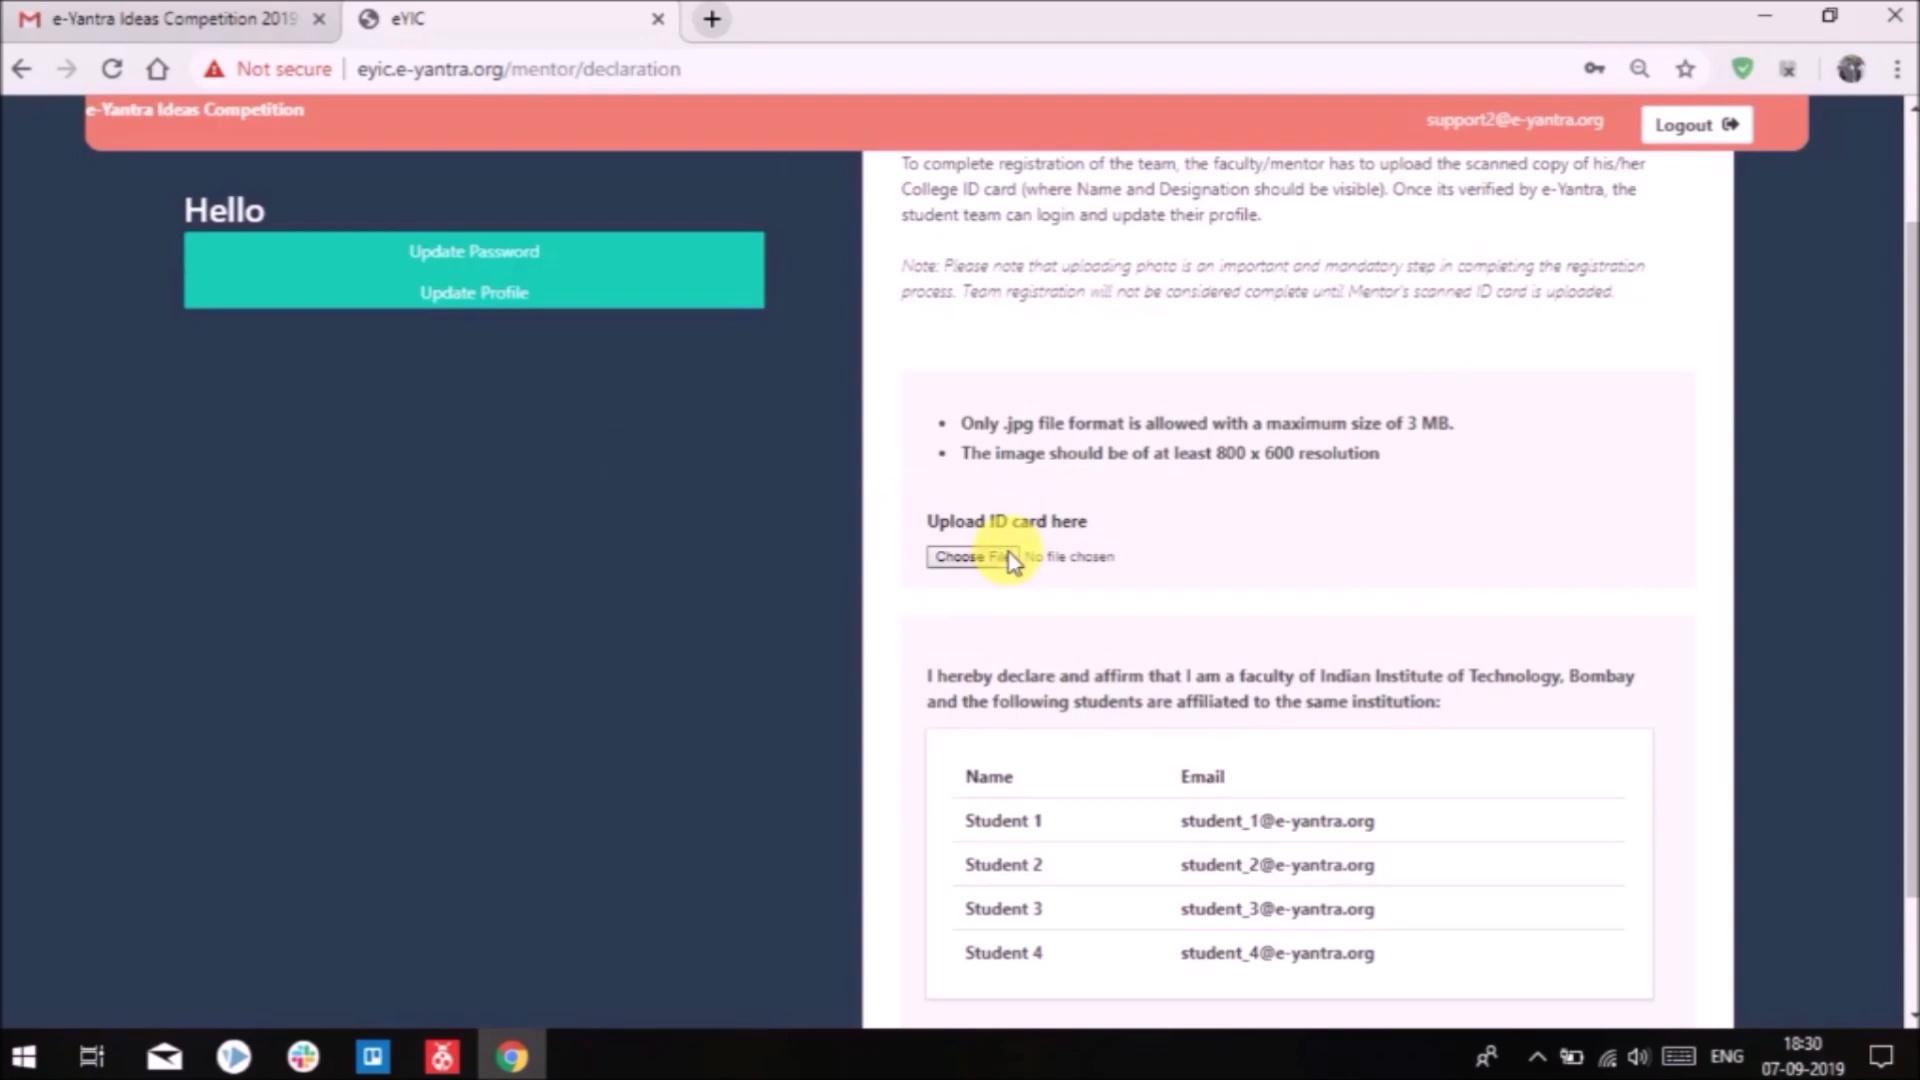 e-Yantra Ideas Competition 2019
eYIC
Not secure
eyic.e-yantra.org/mentor/declaration
e-Yantra Ideas Competition
support2@e-yantra.org
Logout
Hello
Update Password
Update Profile
To complete registration of the team, the faculty/mentor has to upload the scanned copy of his/her
College ID card (where Name and Designation should be visible). Once its verified by e-Yantra, the
student team can login and update their profile.
Note: Please note that uploading photo is an important and mandatory step in completing the registration
process. Team registration will not be considered complete until Mentor's scanned ID card is uploaded.
• Only .jpg file format is allowed with a maximum size of 3 MB.
• The image should be of at least 800 x 600 resolution
Upload ID card here
Choose File No file chosen
I hereby declare and affirm that I am a faculty of Indian Institute of Technology, Bombay
and the following students are affiliated to the same institution:
Name Email
Student 1 student_1@e-yantra.org
Student 2 student_2@e-yantra.org
Student 3 student_3@e-yantra.org
Student 4 student_4@e-yantra.org
ENG
18:30
07-09-2019